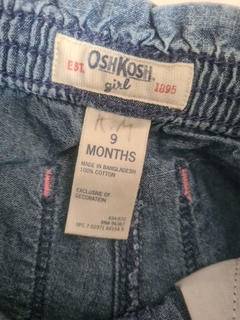 EST. OSHKOSH. 1895
girl
9
MONTHS
MADE IN BANGLADESH
100% COTTON
EXCLUSIVE OF
DECORATION